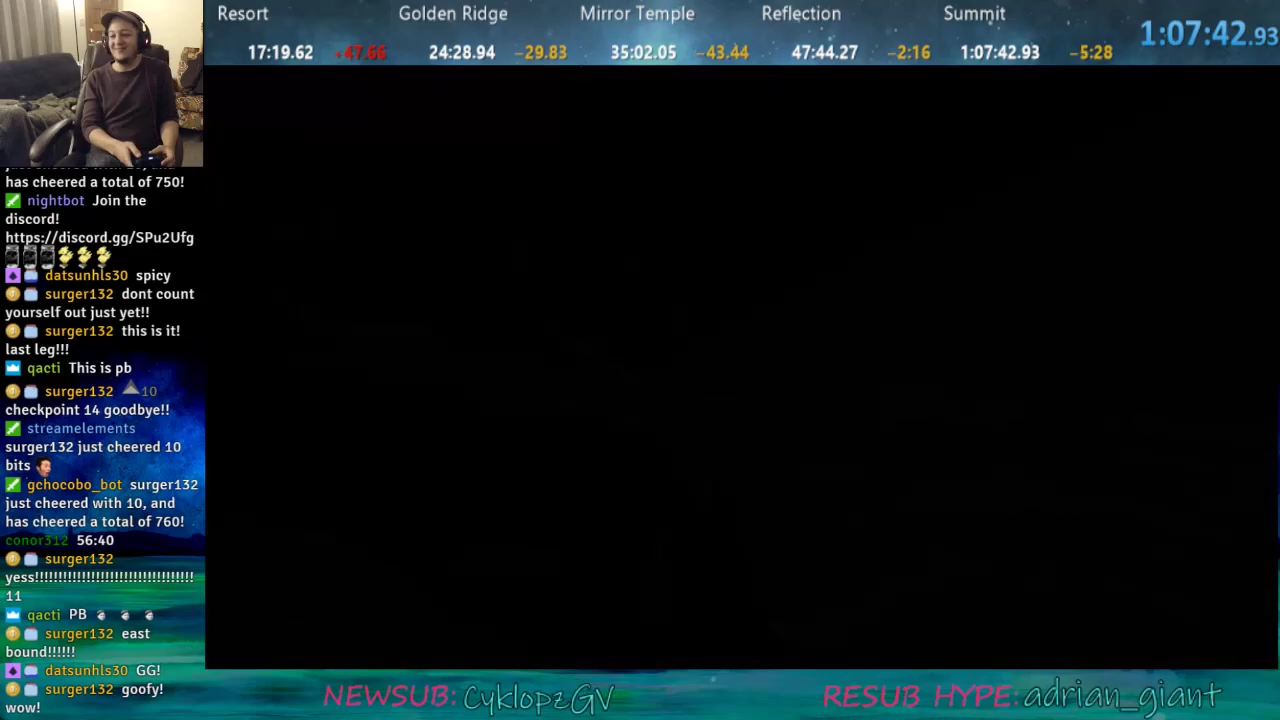 Resort Golden Ridge Mirror Temple Reflection Summit
17:19.62 +47.66 24:28.94 −29.83 35:02.05 −43.44 47:44.27 −2:16 1:07:42.93 −5:28
1:07:42.93
has cheered a total of 750!
nightbot Join the
discord!
https://discord.gg/SPu2Ufg
datsunhls30 spicy
surger132 dont count
yourself out just yet!!
surger132 this is it!
last leg!!!
qacti This is pb
surger132 10
checkpoint 14 goodbye!!
streamelements
surger132 just cheered 10
bits
gchocobo_bot surger132
just cheered with 10, and
has cheered a total of 760!
conor312 56:40
surger132
yess!!!!!!!!!!!!!!!!!!!!!!!!!!!!!!!!!!
11
qacti PB
surger132 east
bound!!!!!!
datsunhls30 GG!
surger132 goofy!
wow!
NEWSUB: CyklopzGV RESUB HYPE: adrian_giant